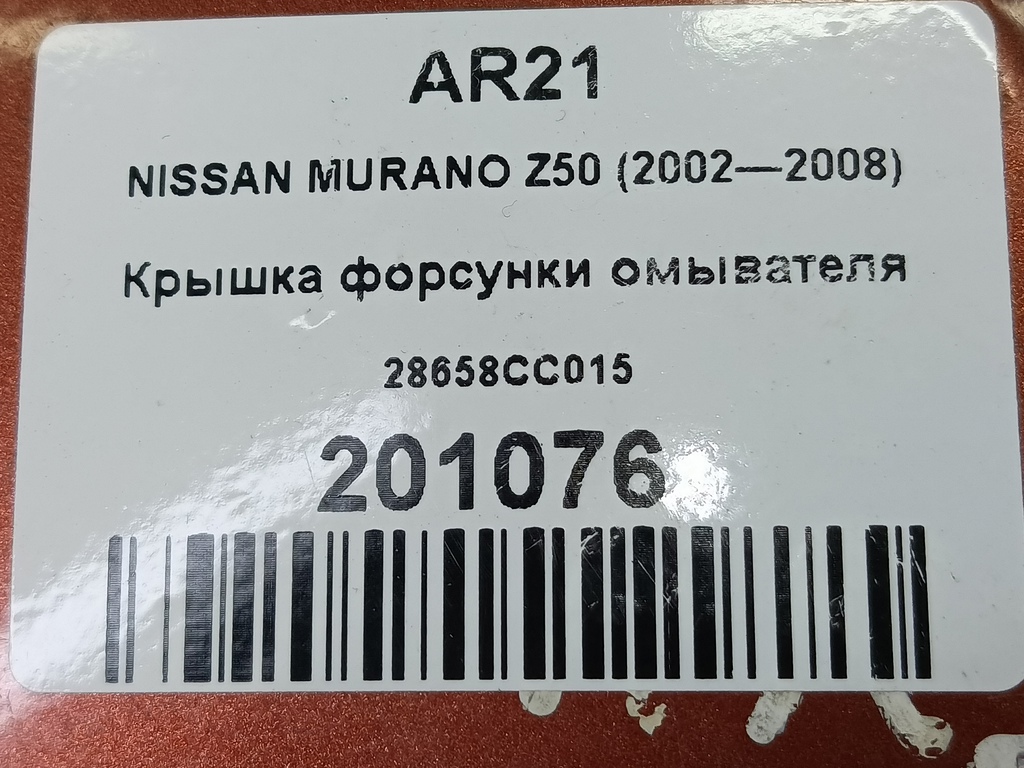 AR21
NISSAN MURANO Z50 (2002—2008)
Крышка форсунки омывателя
28658CC015
201076